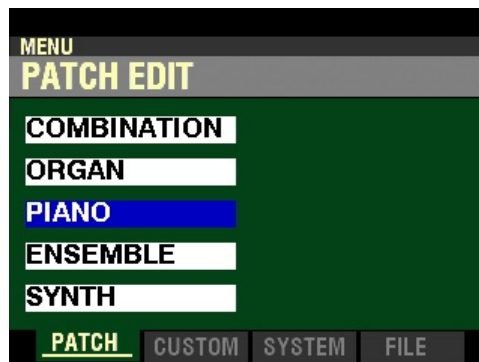 MENU
PATCH EDIT
COMBINATION
ORGAN
PIANO
ENSEMBLE
SYNTH
PATCH CUSTOM SYSTEM FILE